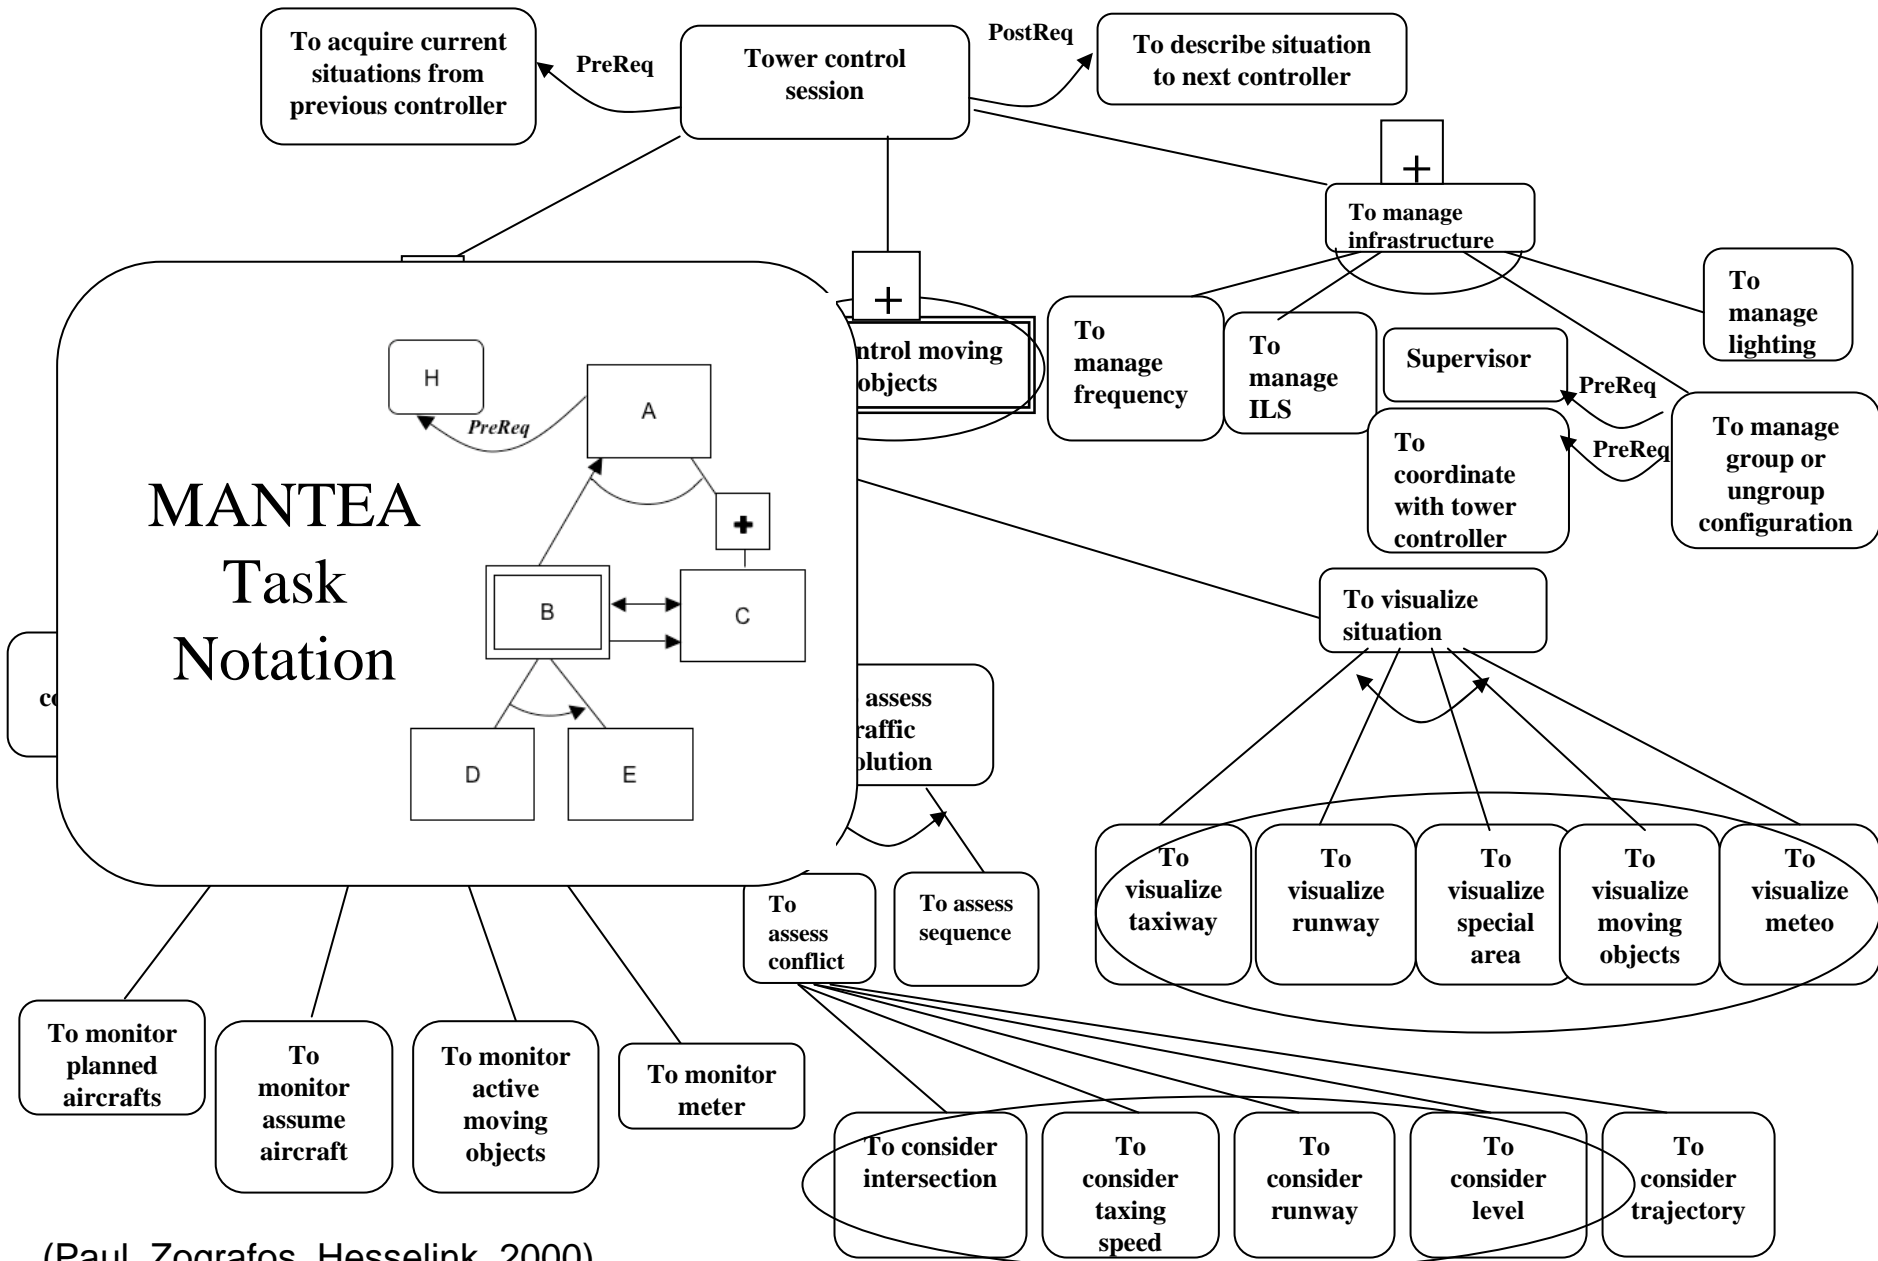 To acquire current
situations from
previous controller
PreReq
Tower control
session
PostReq
To describe situation
to next controller
+
To manage
infrastructure
+
ntrol moving
objects
To
manage
frequency
To
manage
ILS
Supervisor
PreReq
To
manage
lighting
To
coordinate
with tower
controller
PreReq
To manage
group or
ungroup
configuration
MANTEA
Task
Notation
H
PreReq
A
+
B
C
D
E
co
assess
raffic
olution
To visualize
situation
To
assess
conflict
To assess
sequence
To
visualize
taxiway
To
visualize
runway
To
visualize
special
area
To
visualize
moving
objects
To
visualize
meteo
To monitor
planned
aircrafts
To
monitor
assume
aircraft
To monitor
active
moving
objects
To monitor
meter
To consider
intersection
To
consider
taxing
speed
To
consider
runway
To
consider
level
To
consider
trajectory
(Paul, Zografos, Hesselink, 2000)